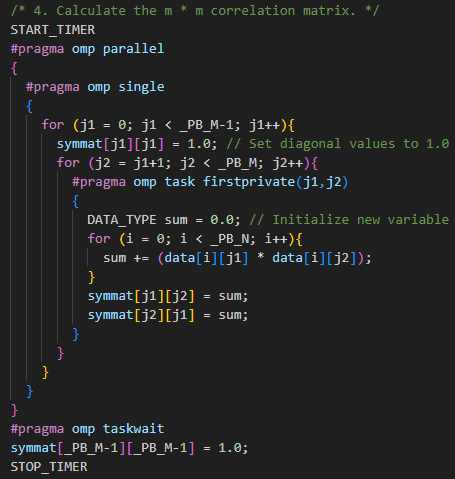 /* 4. Calculate the m * m correlation matrix. */
START_TIMER
#pragma omp parallel
{
  #pragma omp single
  {
    for (j1 = 0; j1 < _PB_M-1; j1++){
      symmat[j1][j1] = 1.0; // Set diagonal values to 1.0
      for (j2 = j1+1; j2 < _PB_M; j2++){
        #pragma omp task firstprivate(j1,j2)
        {
          DATA_TYPE sum = 0.0; // Initialize new variable
          for (i = 0; i < _PB_N; i++){
            sum += (data[i][j1] * data[i][j2]);
          }
          symmat[j1][j2] = sum;
          symmat[j2][j1] = sum;
        }
      }
    }
  }
}
#pragma omp taskwait
symmat[_PB_M-1][_PB_M-1] = 1.0;
STOP_TIMER